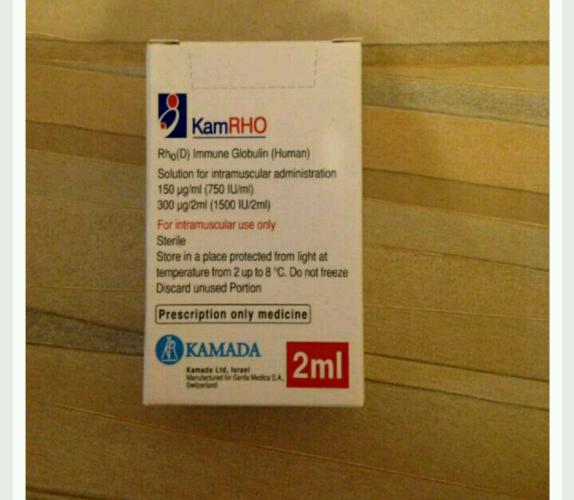 KamRHO
Rho(D) Immune Globulin (Human)
Solution for intramuscular administration
150 µg/ml (750 IU/ml)
300 µg/2ml (1500 IU/2ml)
For intramuscular use only
Sterile
Store in a place protected from light at
temperature from 2 up to 8 °C. Do not freeze
Discard unused Portion
Prescription only medicine
KAMADA
2ml
Kamada Ltd, Israel
Manufactured for Genfa Medica S.A.,
Switzerland